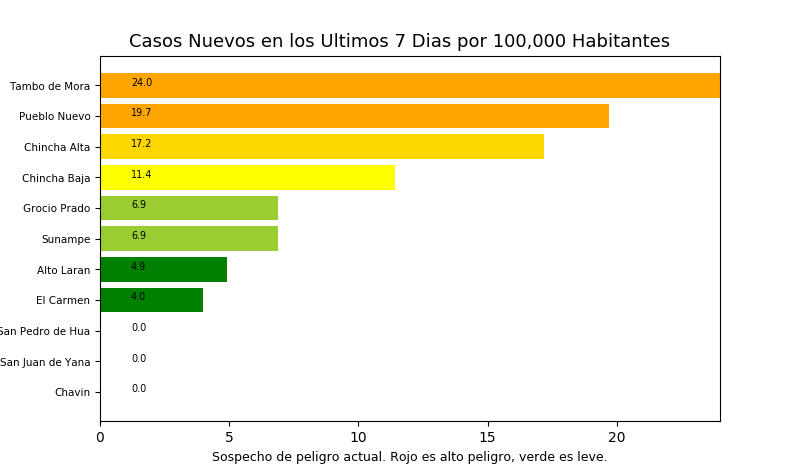 Casos Nuevos en los Ultimos 7 Dias por 100,000 Habitantes
Tambo de Mora 24.0
Pueblo Nuevo 19.7
Chincha Alta 17.2
Chincha Baja 11.4
Grocio Prado 6.9
Sunampe 6.9
Alto Laran 4.9
El Carmen 4.0
San Pedro de Hua 0.0
San Juan de Yana 0.0
Chavin 0.0
0 5 10 15 20
Sospecho de peligro actual. Rojo es alto peligro, verde es leve.